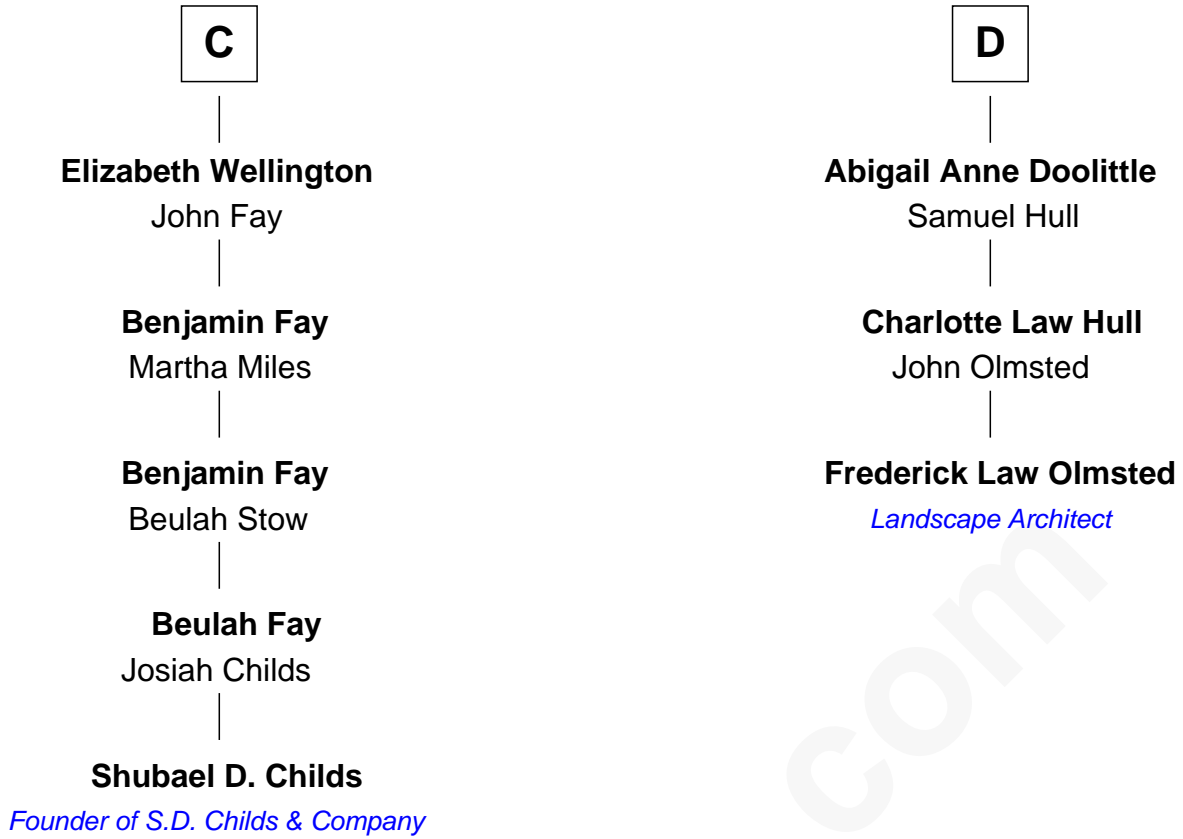 C
Elizabeth Wellington
John Fay
Benjamin Fay
Martha Miles
Benjamin Fay
Beulah Stow
Beulah Fay
Josiah Childs
Shubael D. Childs
Founder of S.D. Childs & Company
D
Abigail Anne Doolittle
Samuel Hull
Charlotte Law Hull
John Olmsted
Frederick Law Olmsted
Landscape Architect
com